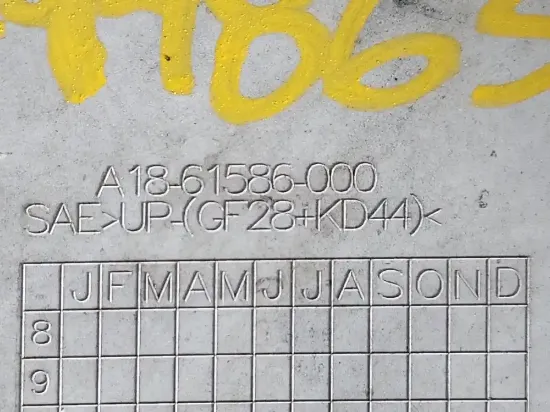 A18-61586-000
SAE>UP-(GF28+KD44)<
J F M A M J J A S O N D
8
9